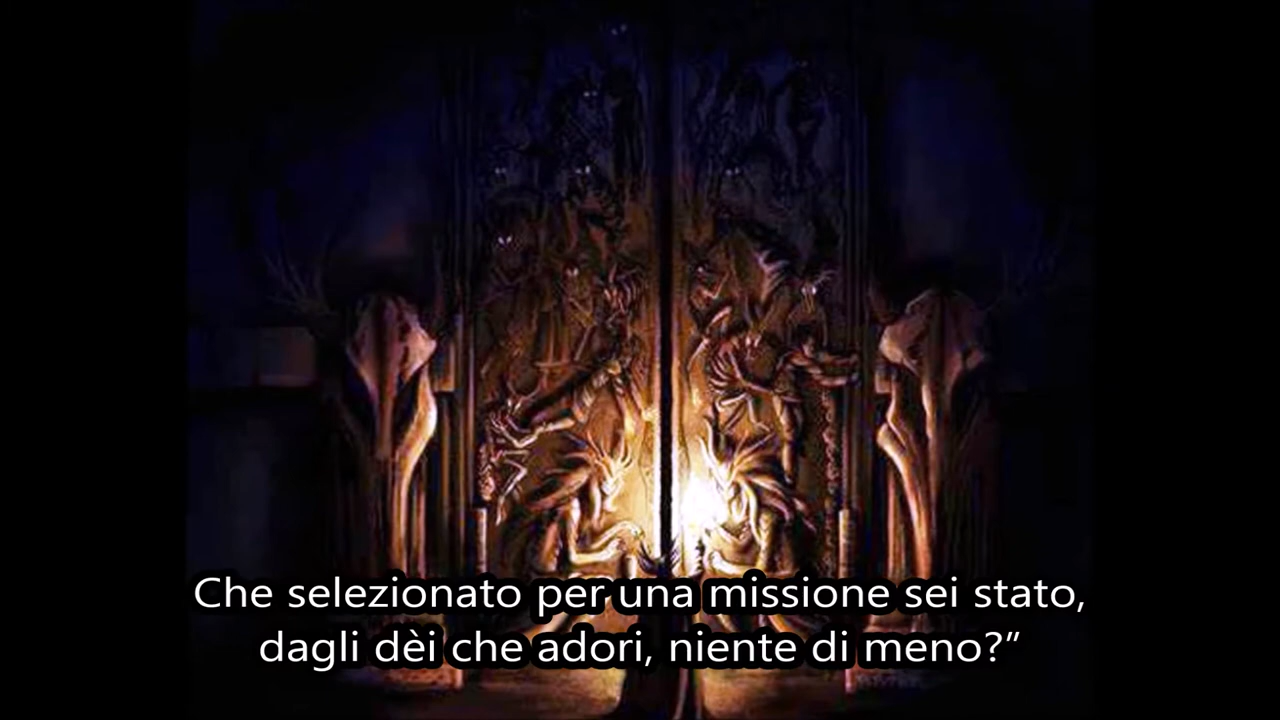 Che selezionato per una missione sei stato,
dagli dèi che adori, niente di meno?”